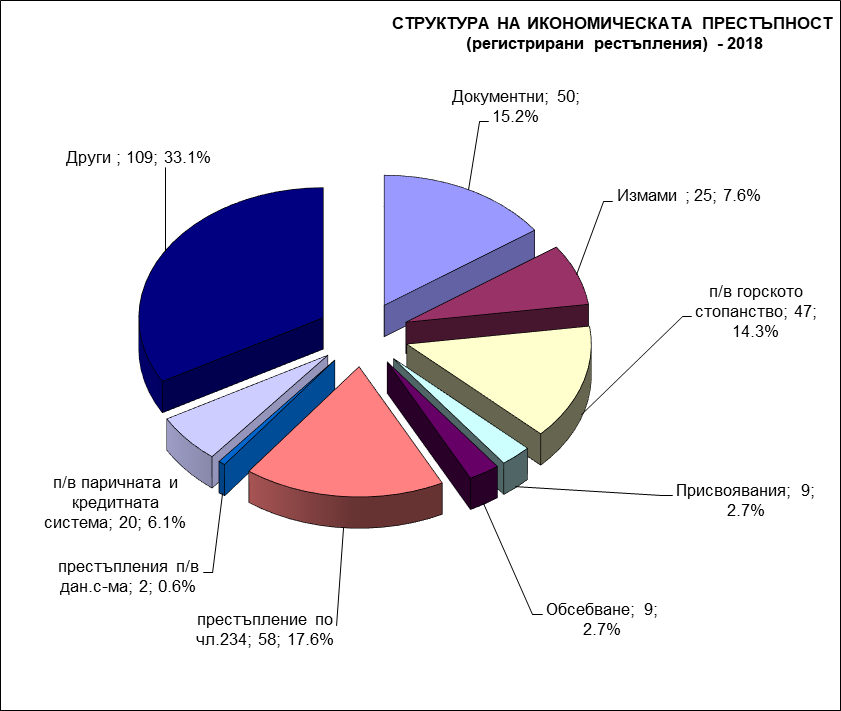 СТРУКТУРА НА ИКОНОМИЧЕСКАТА ПРЕСТЪПНОСТ
(регистрирани рестъпления) - 2018
Документни; 50;
15.2%
Други ; 109; 33.1%
Измами ; 25; 7.6%
п/в горското
стопанство; 47;
14.3%
Присвоявания; 9;
2.7%
Обсебване; 9;
2.7%
престъпление по
чл.234; 58; 17.6%
престъпления п/в
дан.с-ма; 2; 0.6%
п/в паричната и
кредитната
система; 20; 6.1%